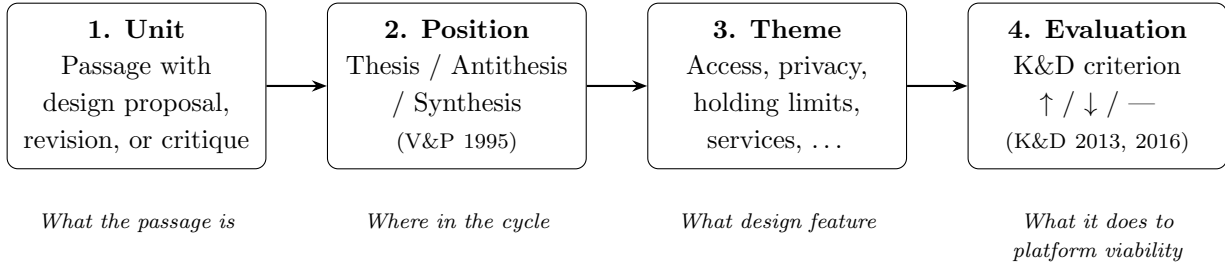 1. Unit
Passage with
design proposal,
revision, or critique
2. Position
Thesis / Antithesis
/ Synthesis
(V&P 1995)
3. Theme
Access, privacy,
holding limits,
services, …
4. Evaluation
K&D criterion
↑ / ↓ / —
(K&D 2013, 2016)
What the passage is
Where in the cycle
What design feature
What it does to
platform viability